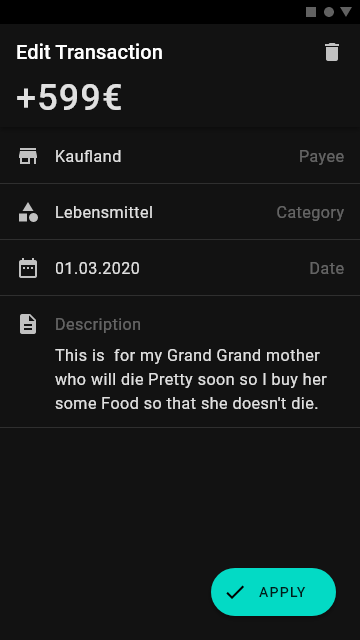 Edit Transaction
+599€
Kaufland
Payee
Lebensmittel
Category
01.03.2020
Date
Description
This is  for my Grand Grand mother
who will die Pretty soon so I buy her
some Food so that she doesn't die.
APPLY